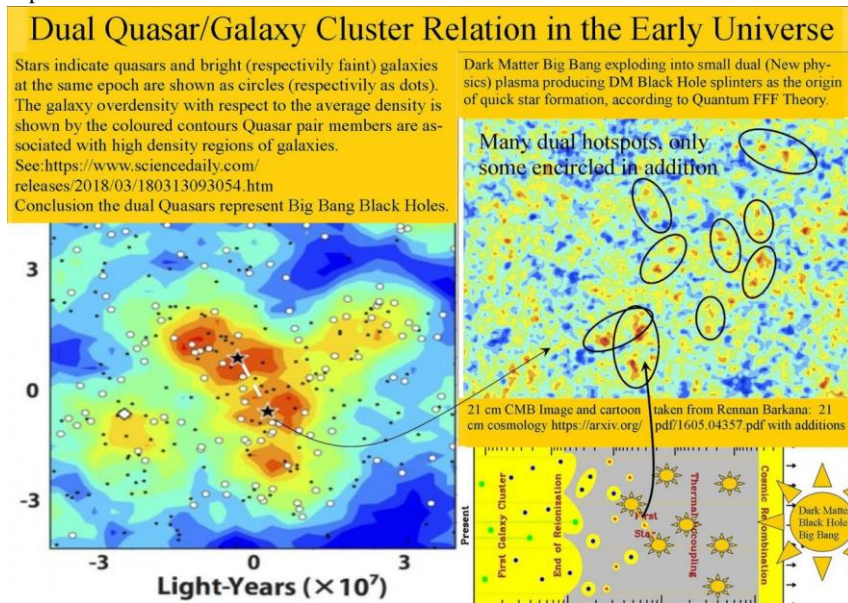 Dual Quasar/Galaxy Cluster Relation in the Early Universe
Stars indicate quasars and bright (respectivily faint) galaxies
at the same epoch are shown as circles (respectivily as dots).
The galaxy overdensity with respect to the average density is
shown by the coloured contours Quasar pair members are as-
sociated with high density regions of galaxies.
See:https://www.sciencedaily.com/
releases/2018/03/180313093054.htm
Conclusion the dual Quasars represent Big Bang Black Holes.
3
0
-3
-3
0
3
Light-Years (×10⁷)
Dark Matter Big Bang exploding into small dual (New phy-
sics) plasma producing DM Black Hole splinters as the origin
of quick star formation, according to Quantum FFF Theory.
Many dual hotspots, only
some encircled in addition
21 cm CMB Image and cartoon taken from Rennan Barkana: 21
cm cosmology https://arxiv.org/ pdf/1605.04357.pdf with additions
Present
First Galaxy Cluster
End of Reionization
First
Star
Thermal
coupling
Cosmic Recombination
Dark Matter
Black Hole
Big Bang